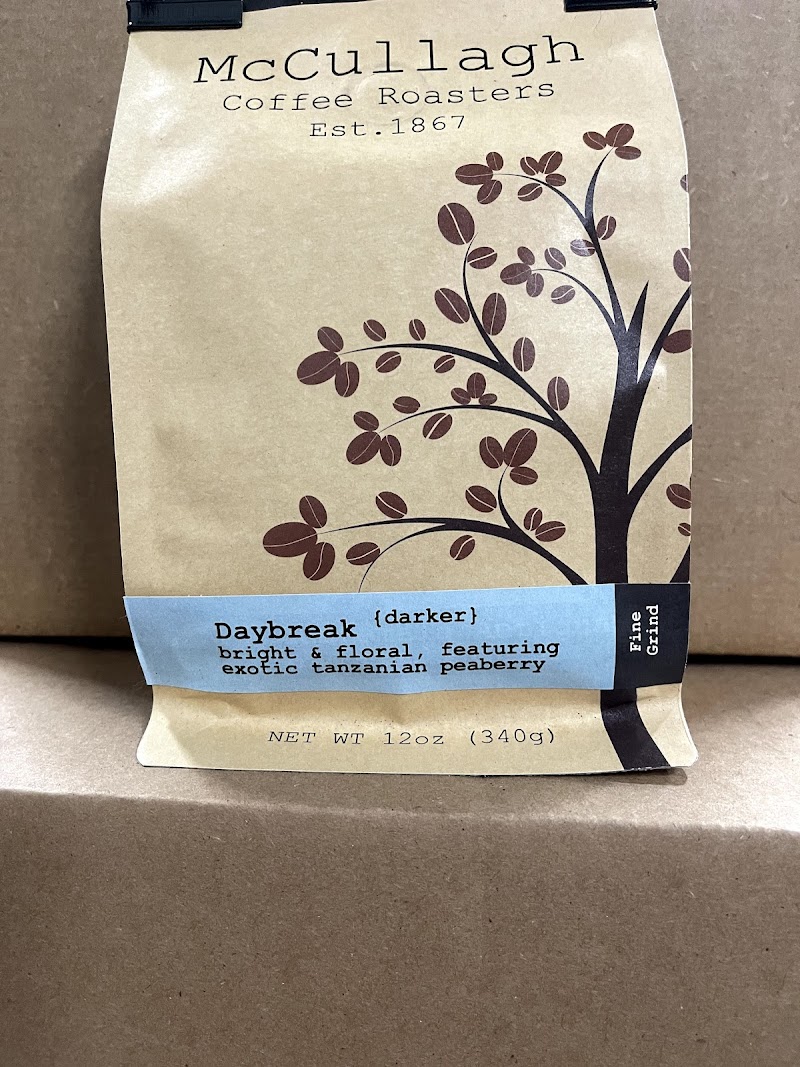 McCullagh
Coffee Roasters
Est.1867
Daybreak {darker}
bright & floral, featuring
exotic tanzanian peaberry
Fine
Grind
NET WT 12oz (340g)